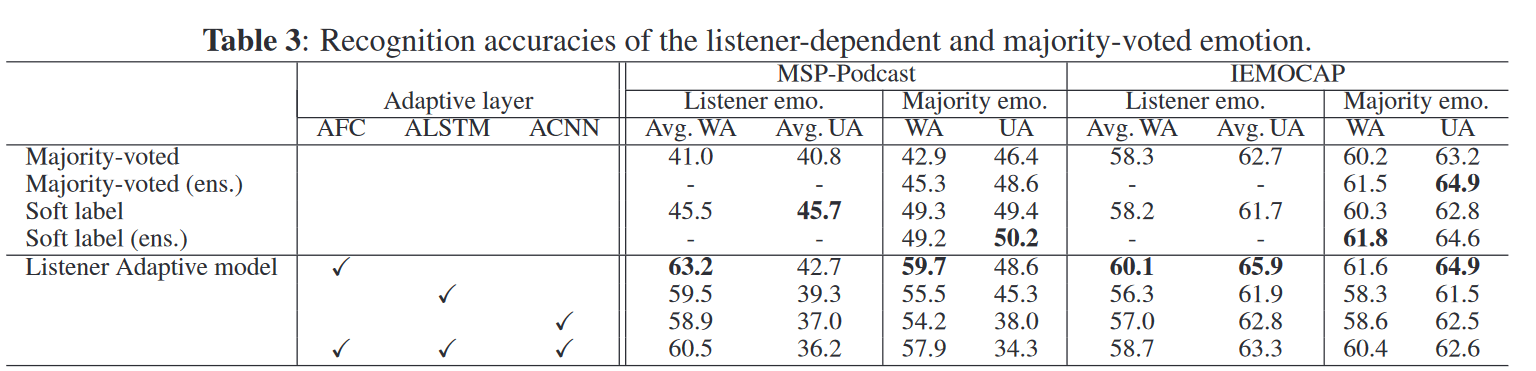 Table 3: Recognition accuracies of the listener-dependent and majority-voted emotion.
MSP-Podcast IEMOCAP
Adaptive layer Listener emo. Majority emo. Listener emo. Majority emo.
AFC ALSTM ACNN Avg. WA Avg. UA WA UA Avg. WA Avg. UA WA UA
Majority-voted 41.0 40.8 42.9 46.4 58.3 62.7 60.2 63.2
Majority-voted (ens.) - - 45.3 48.6 - - 61.5 64.9
Soft label 45.5 45.7 49.3 49.4 58.2 61.7 60.3 62.8
Soft label (ens.) - - 49.2 50.2 - - 61.8 64.6
Listener Adaptive model ✓ 63.2 42.7 59.7 48.6 60.1 65.9 61.6 64.9
✓ 59.5 39.3 55.5 45.3 56.3 61.9 58.3 61.5
✓ 58.9 37.0 54.2 38.0 57.0 62.8 58.6 62.5
✓ ✓ ✓ 60.5 36.2 57.9 34.3 58.7 63.3 60.4 62.6